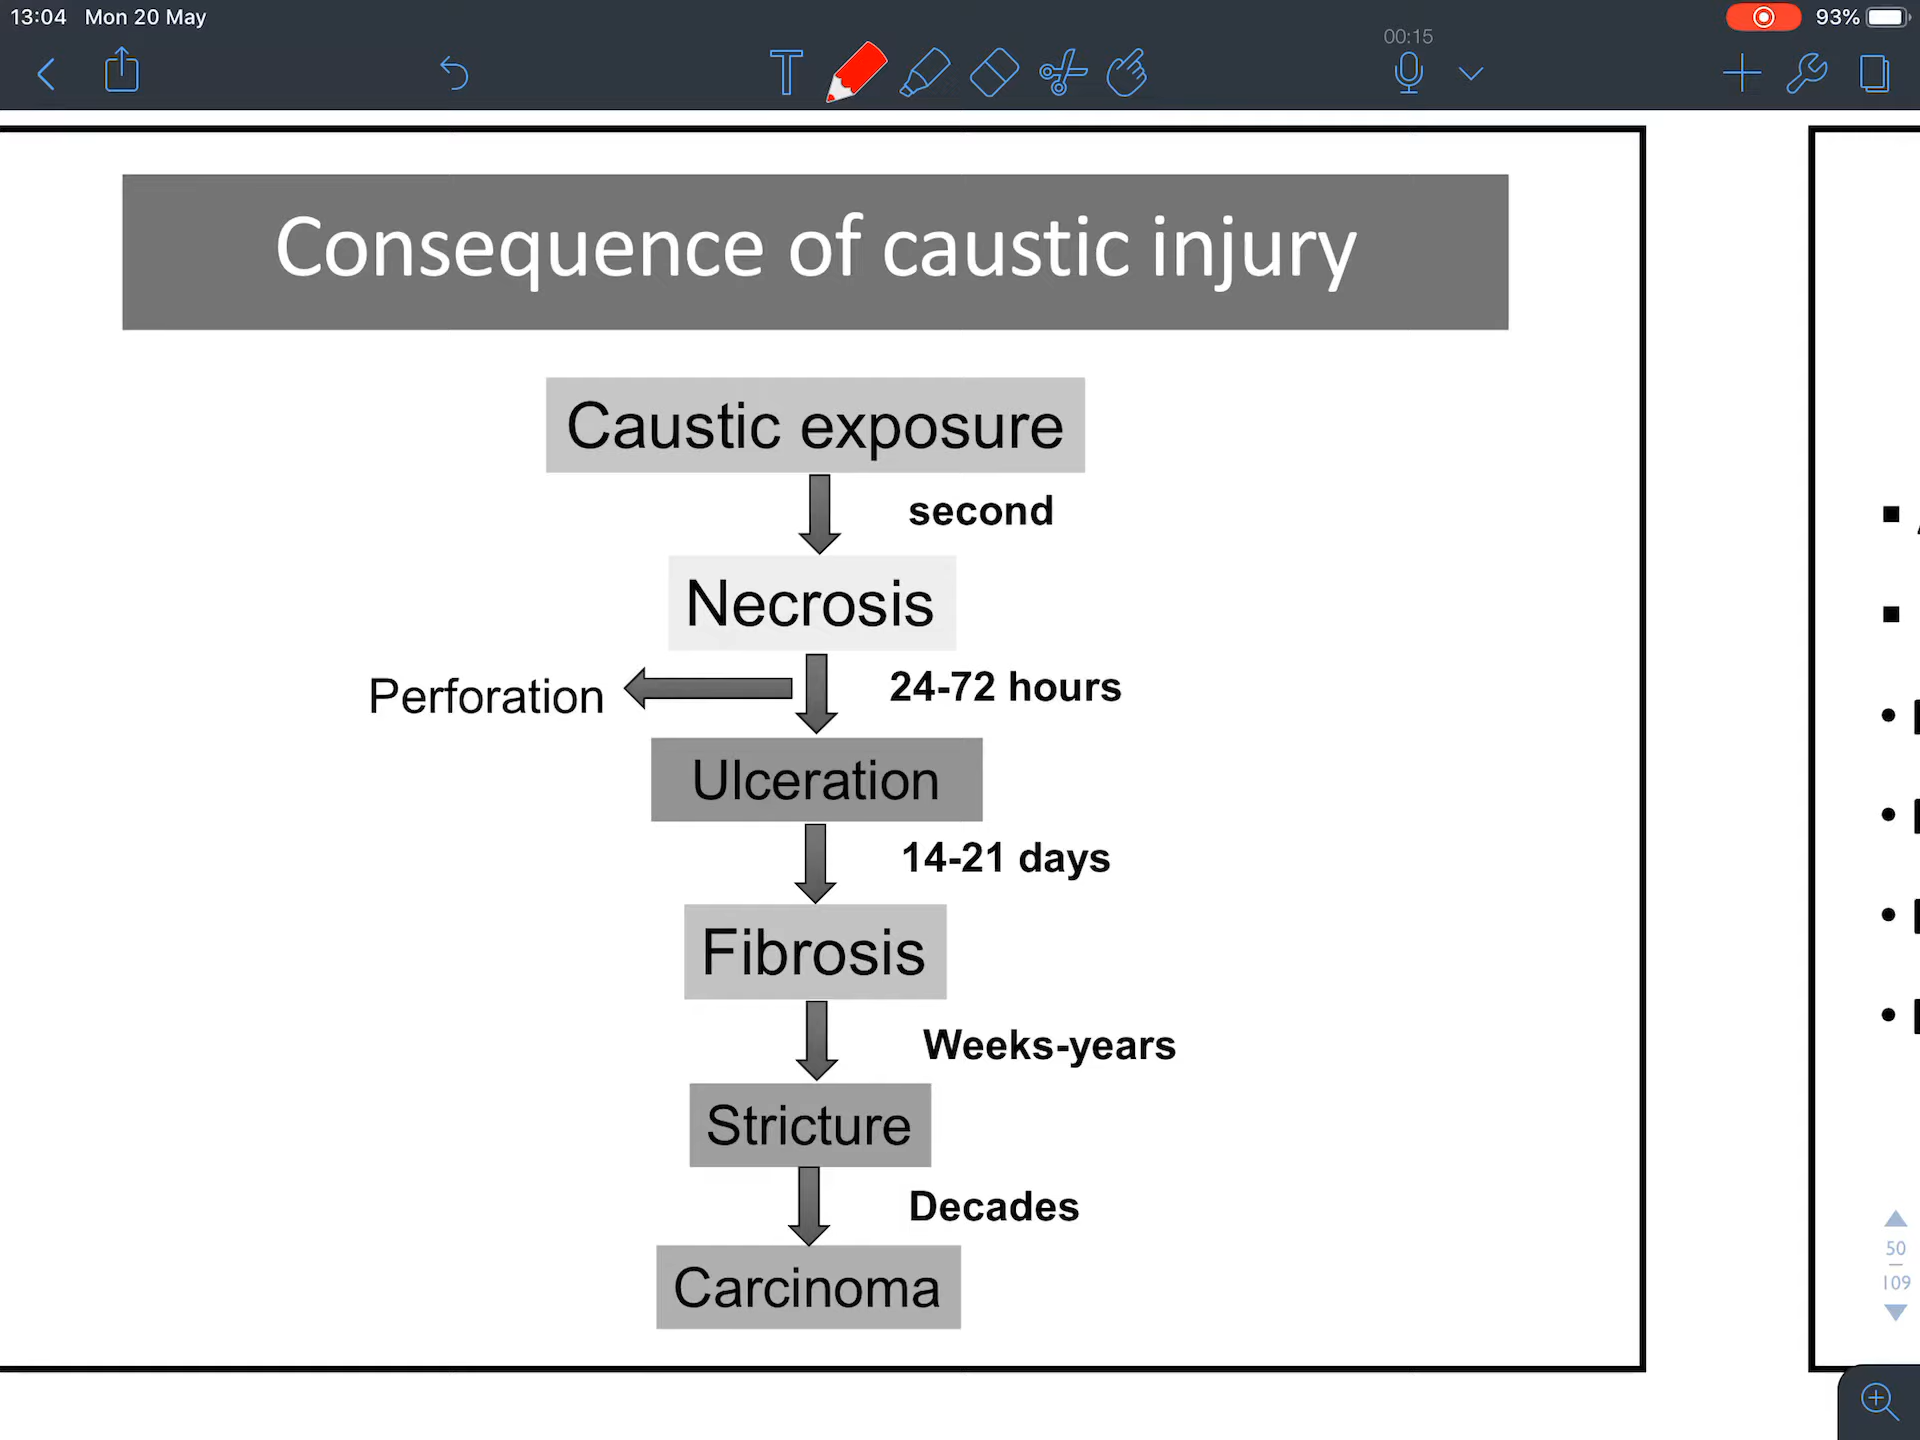 13:04 Mon 20 May
93%
00:15
T
Consequence of caustic injury
Caustic exposure
second
Necrosis
Perforation
24-72 hours
Ulceration
14-21 days
Fibrosis
Weeks-years
Stricture
Decades
Carcinoma
50
109